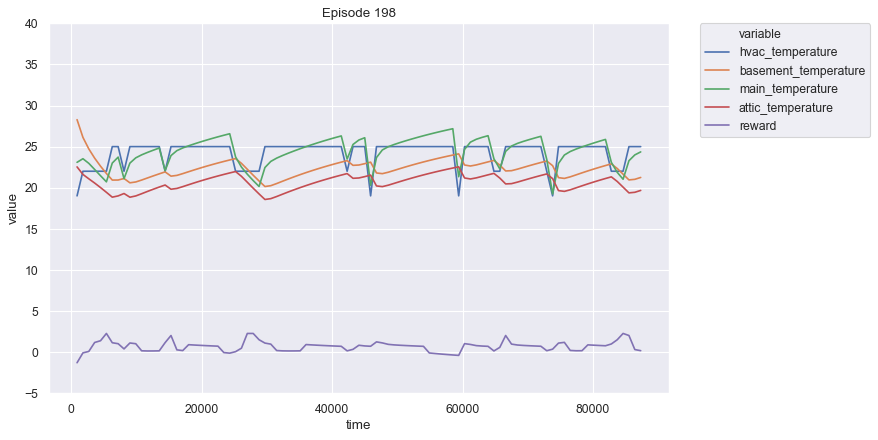 Episode 198
value
40
35
30
25
20
15
10
5
0
−5
0 20000 40000 60000 80000
time
variable
hvac_temperature
basement_temperature
main_temperature
attic_temperature
reward